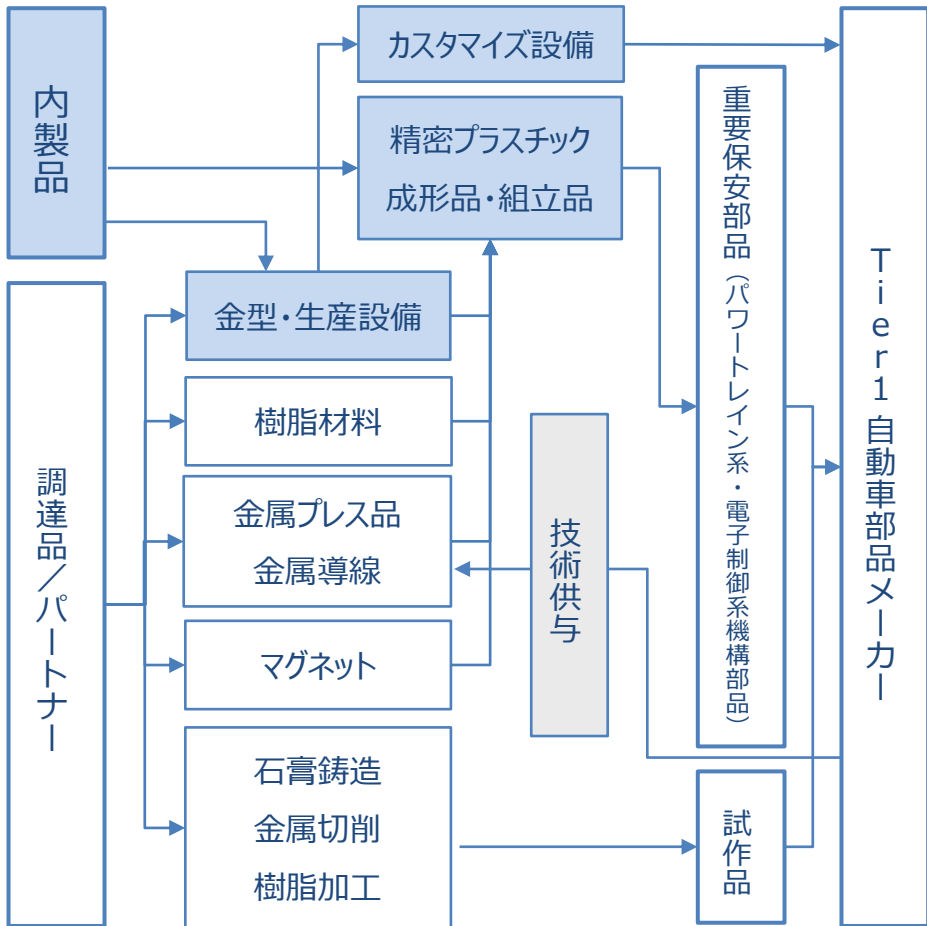 内製品
カスタマイズ設備
精密プラスチック
成形品・組立品
金型・生産設備
樹脂材料
金属プレス品
金属導線
マグネット
石膏鋳造
金属切削
樹脂加工
調達品/パートナー
技術供与
重要保安部品(パワートレイン系・電子制御系機構部品)
試作品
Tier1自動車部品メーカー